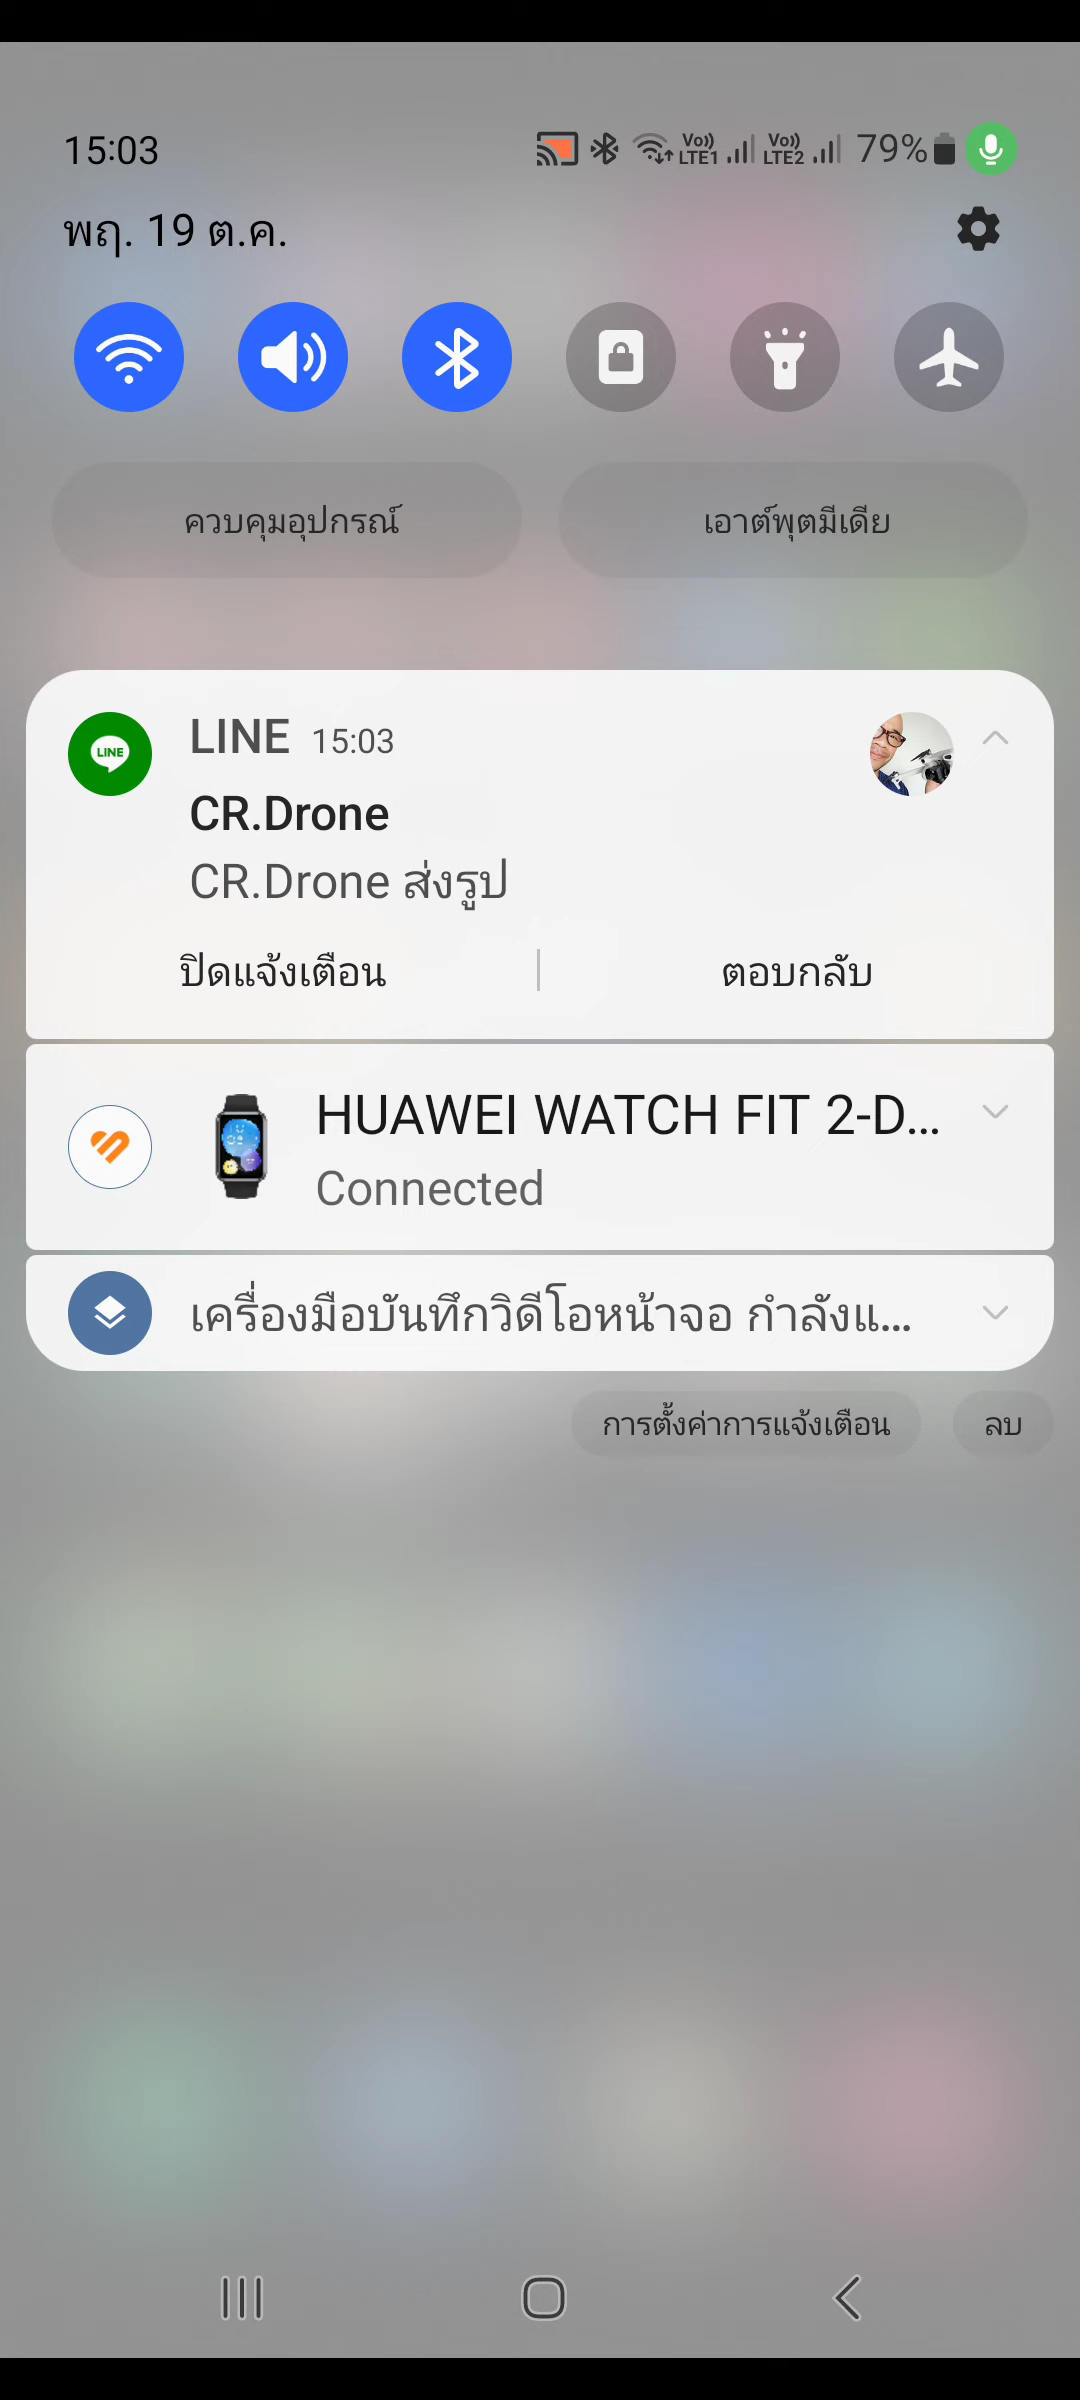 15:03
Vo)) LTE1 Vo)) LTE2 79%
พฤ. 19 ต.ค.
ควบคุมอุปกรณ์
เอาต์พุตมีเดีย
LINE
LINE 15:03
CR.Drone
CR.Drone ส่งรูป
ปิดแจ้งเตือน
ตอบกลับ
HUAWEI WATCH FIT 2-D...
Connected
เครื่องมือบันทึกวิดีโอหน้าจอ กำลังแ...
การตั้งค่าการแจ้งเตือน
ลบ